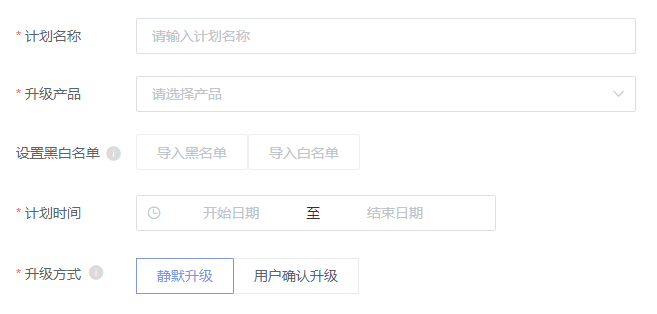 * 计划名称 请输入计划名称
* 升级产品 请选择产品
设置黑白名单 导入黑名单 导入白名单
* 计划时间 开始日期 至 结束日期
* 升级方式 静默升级 用户确认升级